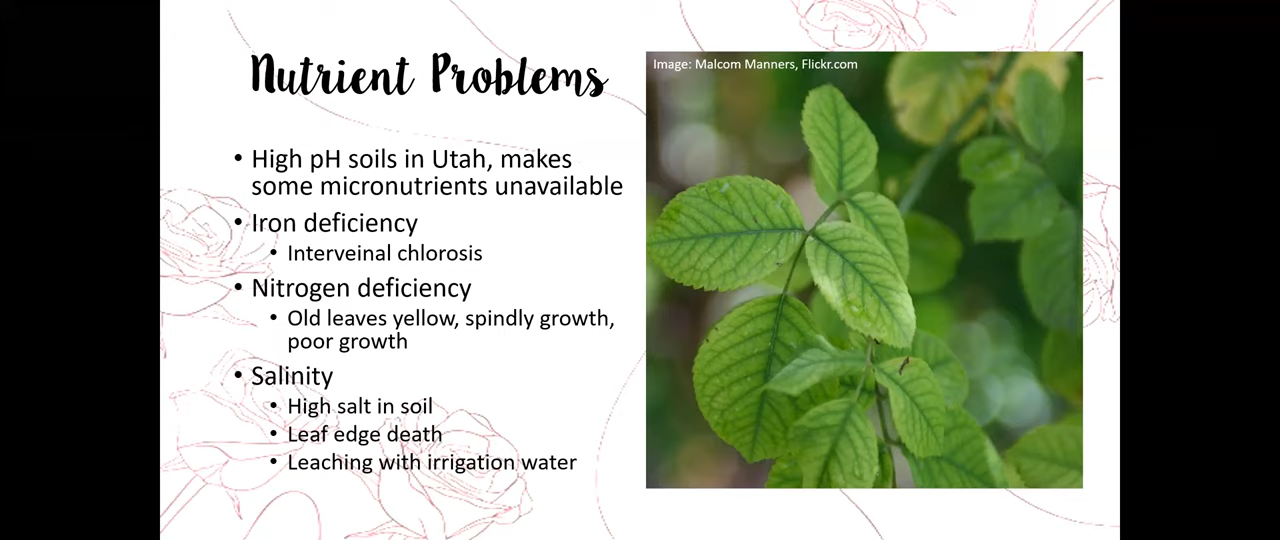 Nutrient Problems
Image: Malcom Manners, Flickr.com
• High pH soils in Utah, makes
some micronutrients unavailable
• Iron deficiency
• Interveinal chlorosis
• Nitrogen deficiency
• Old leaves yellow, spindly growth,
poor growth
• Salinity
• High salt in soil
• Leaf edge death
• Leaching with irrigation water